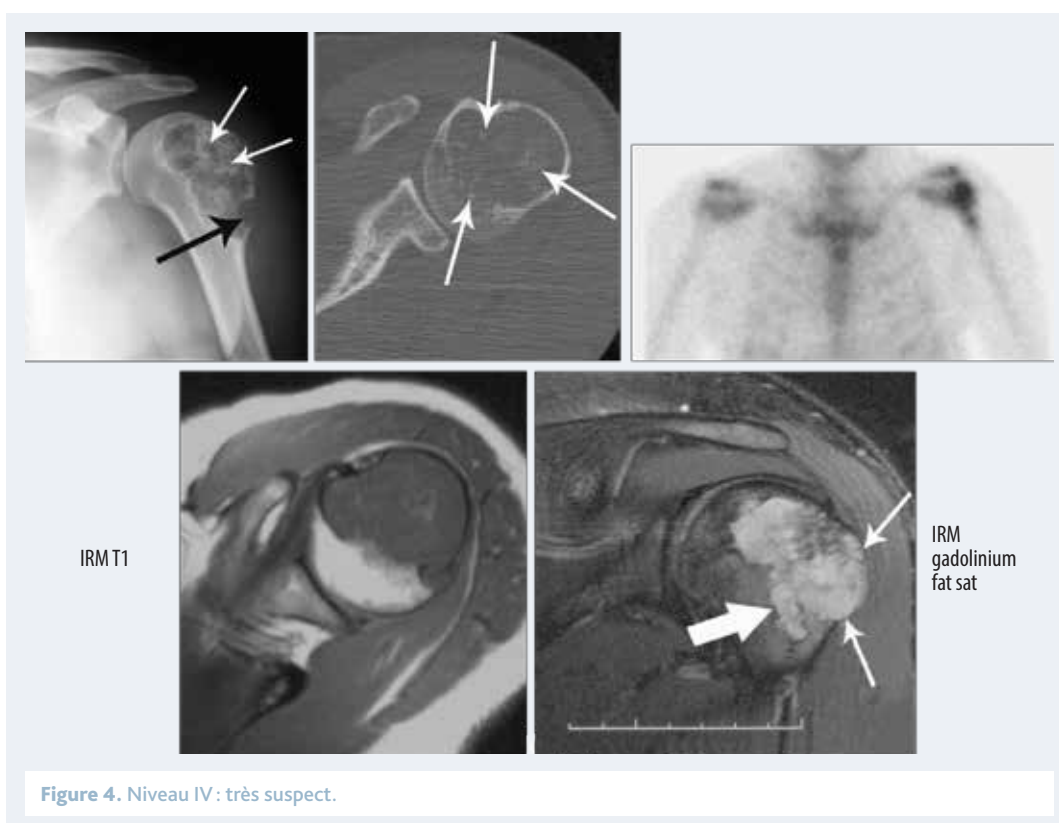 IRM T1
IRM
gadolinium
fat sat
Figure 4. Niveau IV : très suspect.